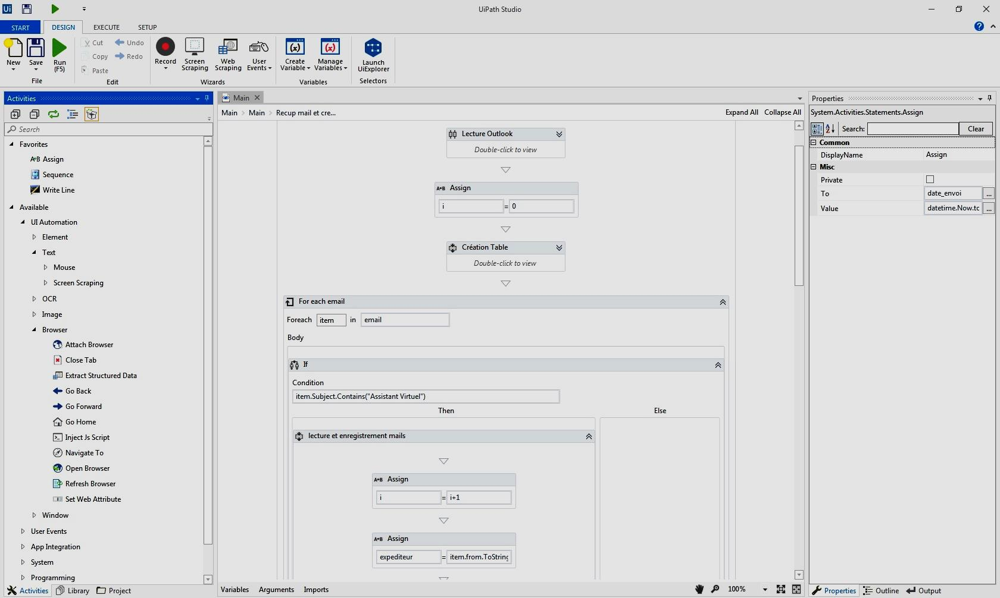 UiPath Studio
START DESIGN EXECUTE SETUP
New
Save
Run
(F5)
File
Cut
Copy
Paste
Undo
Redo
Edit
Record
Screen
Scraping
Web
Scraping
User
Events
Wizards
Create
Variable
Manage
Variables
Variables
Launch
UiExplorer
Selectors
Activities
Search
Favorites
A+B Assign
Sequence
Write Line
Available
UI Automation
Element
Text
Mouse
Screen Scraping
OCR
Image
Browser
Attach Browser
Close Tab
Extract Structured Data
Go Back
Go Forward
Go Home
Inject Js Script
Navigate To
Open Browser
Refresh Browser
Set Web Attribute
Window
User Events
App Integration
System
Programming
Activities Library Project
Main
Main > Main > Recup mail et cre...
Expand All Collapse All
Lecture Outlook
Double-click to view
A+B Assign
i = 0
Création Table
Double-click to view
For each email
Foreach item in email
Body
If
Condition
item.Subject.Contains("Assistant Virtuel")
Then Else
lecture et enregistrement mails
A+B Assign
i = i+1
A+B Assign
expediteur = item.from.ToString
Variables Arguments Imports
100%
Properties
System.Activities.Statements.Assign
Search: Clear
Common
DisplayName Assign
Misc
Private
To date_envoi ...
Value datetime.Now.tc ...
Properties Outline Output